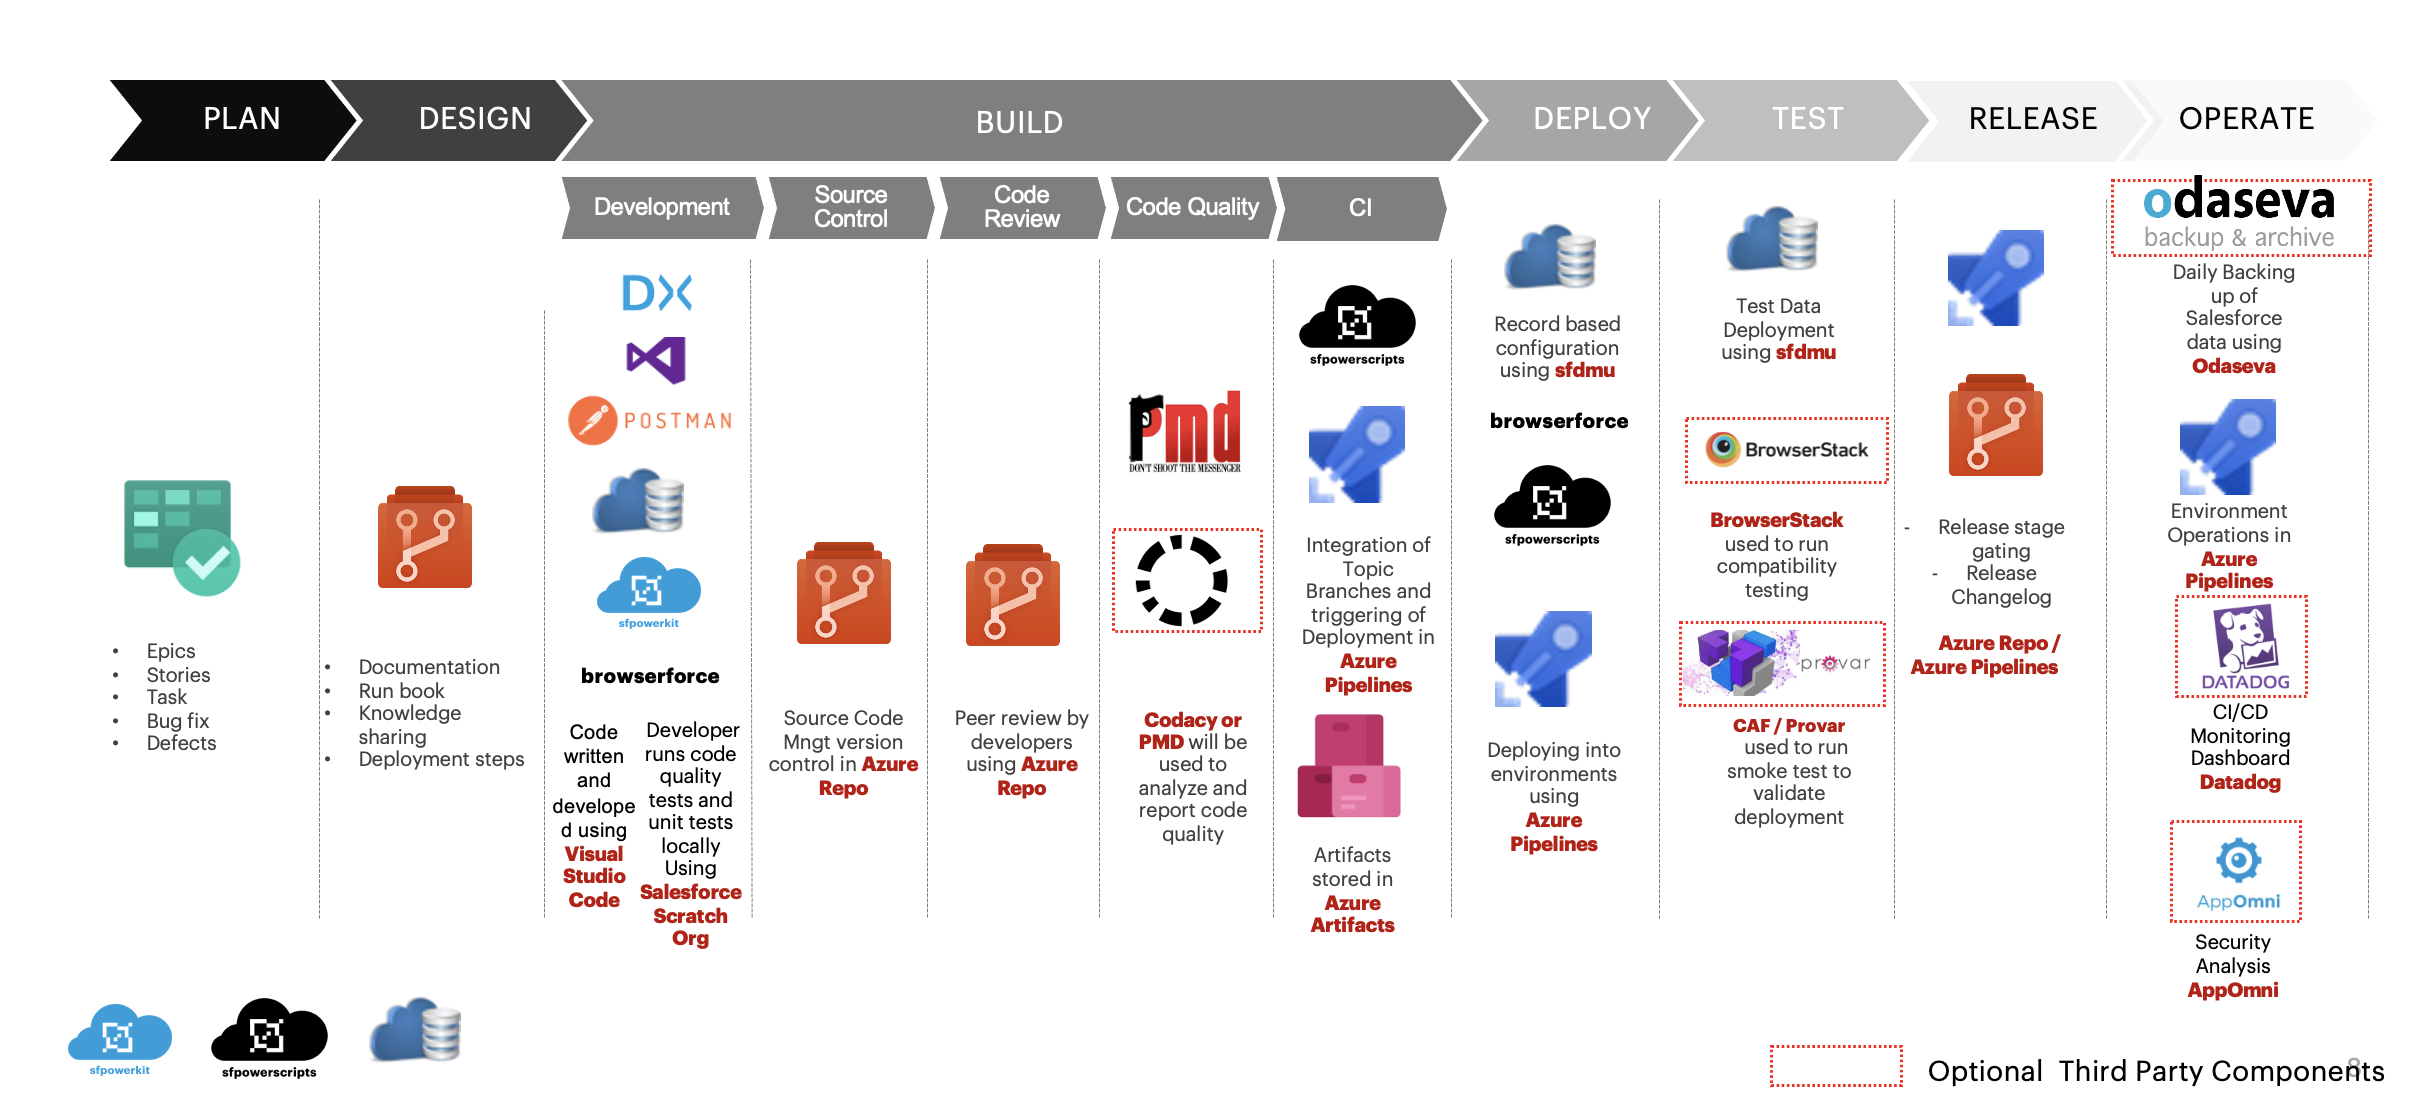 PLAN
DESIGN
BUILD
DEPLOY
TEST
RELEASE
OPERATE
Development
Source
Control
Code
Review
Code Quality
CI
• Epics
• Stories
• Task
• Bug fix
• Defects
• Documentation
• Run book
• Knowledge
sharing
• Deployment steps
DX
POSTMAN
sfpowerkit
browserforce
Code
written
and
develope
d using
Visual
Studio
Code
Developer
runs code
quality
tests and
unit tests
locally
Using
Salesforce
Scratch
Org
Source Code
Mngt version
control in Azure
Repo
Peer review by
developers
using Azure
Repo
Pmd
DON'T SHOOT THE MESSENGER
Codacy or
PMD will be
used to
analyze and
report code
quality
sfpowerscripts
Integration of
Topic
Branches and
triggering of
Deployment in
Azure
Pipelines
Artifacts
stored in
Azure
Artifacts
Record based
configuration
using sfdmu
browserforce
sfpowerscripts
Deploying into
environments
using
Azure
Pipelines
Test Data
Deployment
using sfdmu
BrowserStack
BrowserStack
used to run
compatibility
testing
provar
CAF / Provar
used to run
smoke test to
validate
deployment
- Release stage
gating
- Release
Changelog
Azure Repo /
Azure Pipelines
odaseva
backup & archive
Daily Backing
up of
Salesforce
data using
Odaseva
Environment
Operations in
Azure
Pipelines
DATADOG
CI/CD
Monitoring
Dashboard
Datadog
AppOmni
Security
Analysis
AppOmni
sfpowerkit
sfpowerscripts
Optional Third Party Components
8